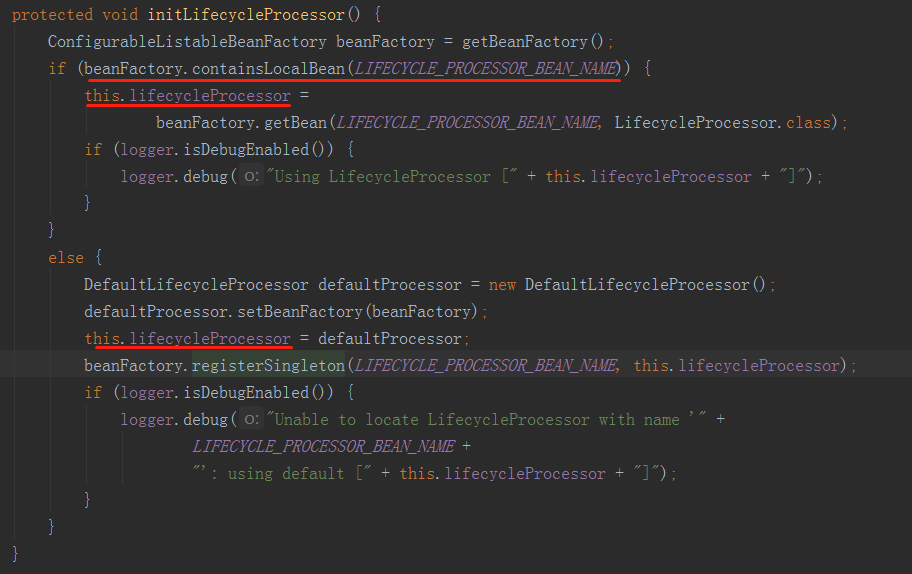 protected void initLifecycleProcessor() {
    ConfigurableListableBeanFactory beanFactory = getBeanFactory();
    if (beanFactory.containsLocalBean(LIFECYCLE_PROCESSOR_BEAN_NAME)) {
        this.lifecycleProcessor =
                beanFactory.getBean(LIFECYCLE_PROCESSOR_BEAN_NAME, LifecycleProcessor.class);
        if (logger.isDebugEnabled()) {
            logger.debug( o: "Using LifecycleProcessor [" + this.lifecycleProcessor + "]");
        }
    }
    else {
        DefaultLifecycleProcessor defaultProcessor = new DefaultLifecycleProcessor();
        defaultProcessor.setBeanFactory(beanFactory);
        this.lifecycleProcessor = defaultProcessor;
        beanFactory.registerSingleton(LIFECYCLE_PROCESSOR_BEAN_NAME, this.lifecycleProcessor);
        if (logger.isDebugEnabled()) {
            logger.debug( o: "Unable to locate LifecycleProcessor with name '" +
                    LIFECYCLE_PROCESSOR_BEAN_NAME +
                    "': using default [" + this.lifecycleProcessor + "]");
        }
    }
}